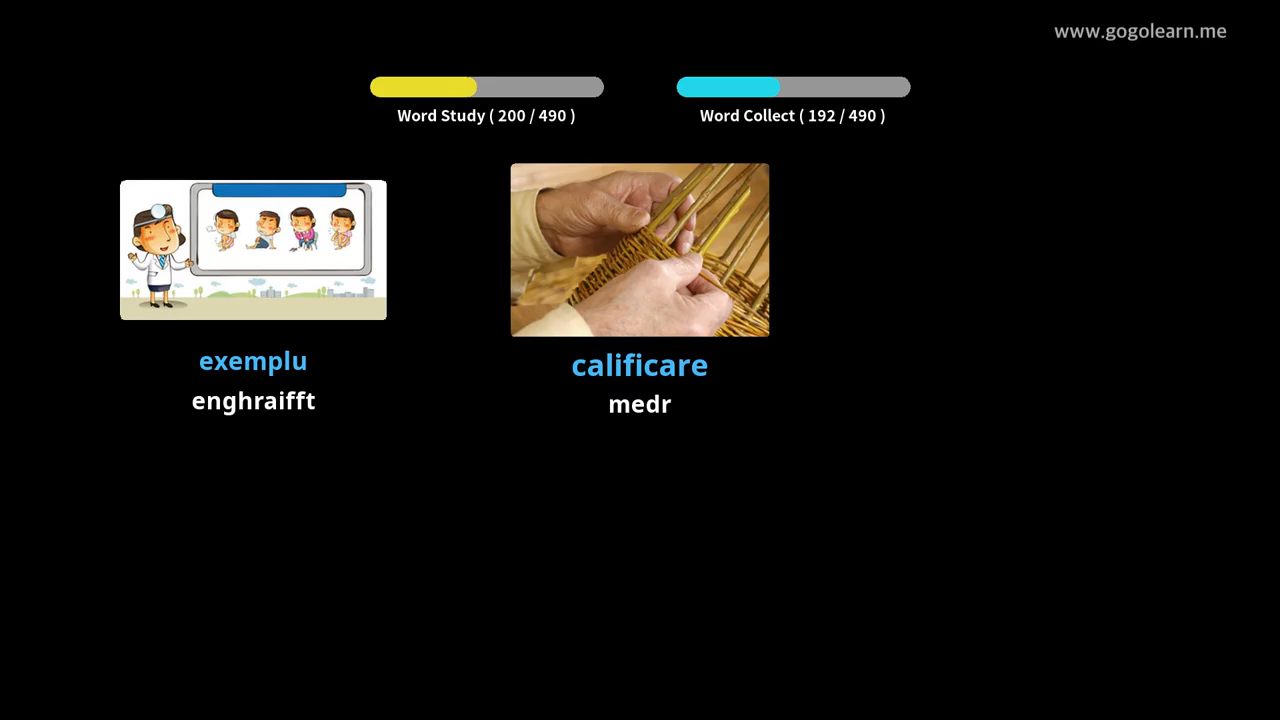 www.gogolearn.me
Word Study ( 200 / 490 )
Word Collect ( 192 / 490 )
exemplu
enghraifft
calificare
medr